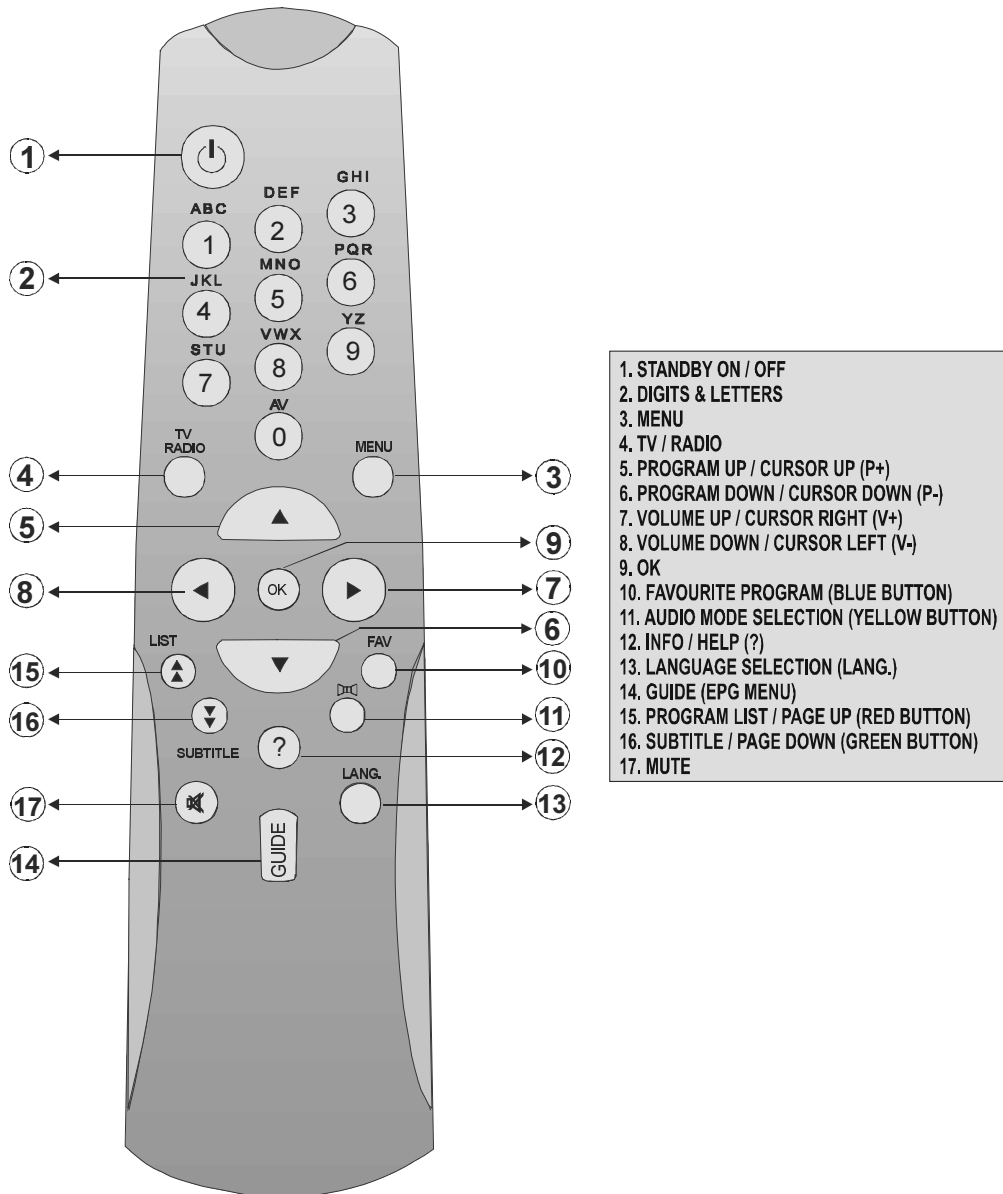 1
GHI
DEF
3
ABC
2
1
PQR
MNO
6
2
JKL
5
4
YZ
VWX
9
STU
8
7
AV
0
TV
RADIO
MENU
4
3
5
9
OK
8
7
6
LIST
FAV
15
10
16
11
SUBTITLE
?
12
LANG.
17
13
GUIDE
14
1. STANDBY ON / OFF
2. DIGITS & LETTERS
3. MENU
4. TV / RADIO
5. PROGRAM UP / CURSOR UP (P+)
6. PROGRAM DOWN / CURSOR DOWN (P-)
7. VOLUME UP / CURSOR RIGHT (V+)
8. VOLUME DOWN / CURSOR LEFT (V-)
9. OK
10. FAVOURITE PROGRAM (BLUE BUTTON)
11. AUDIO MODE SELECTION (YELLOW BUTTON)
12. INFO / HELP (?)
13. LANGUAGE SELECTION (LANG.)
14. GUIDE (EPG MENU)
15. PROGRAM LIST / PAGE UP (RED BUTTON)
16. SUBTITLE / PAGE DOWN (GREEN BUTTON)
17. MUTE